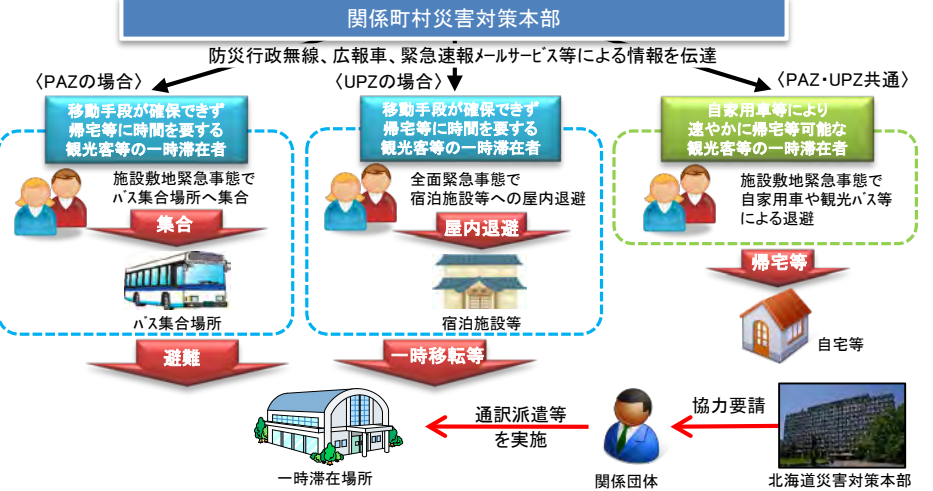 関係町村災害対策本部
防災行政無線、広報車、緊急速報メールサービス等による情報を伝達
〈PAZの場合〉
〈UPZの場合〉
〈PAZ・UPZ共通〉
移動手段が確保できず
帰宅等に時間を要する
観光客等の一時滞在者
施設敷地緊急事態で
バス集合場所へ集合
集合
バス集合場所
避難
移動手段が確保できず
帰宅等に時間を要する
観光客等の一時滞在者
全面緊急事態で
宿泊施設等への屋内退避
屋内退避
宿泊施設等
一時移転等
自家用車等により
速やかに帰宅等可能な
観光客等の一時滞在者
施設敷地緊急事態で
自家用車や観光バス等
による退避
帰宅等
自宅等
一時滞在場所
通訳派遣等
を実施
関係団体
協力要請
北海道災害対策本部